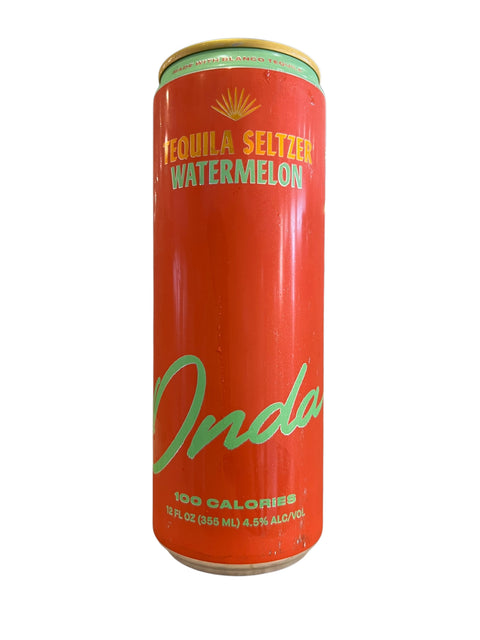 MADE WITH BLANCO TEQUILA
TEQUILA SELTZER
WATERMELON
Onda
100 CALORIES
12 FL OZ (355 ML) 4.5% ALC/VOL